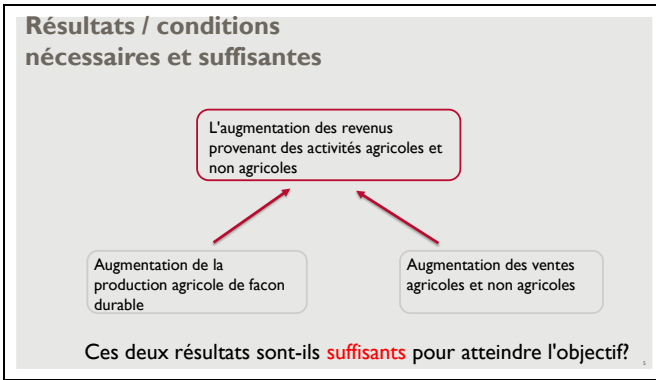 Résultats / conditions
nécessaires et suffisantes
L'augmentation des revenus
provenant des activités agricoles et
non agricoles
Augmentation de la
production agricole de facon
durable
Augmentation des ventes
agricoles et non agricoles
Ces deux résultats sont-ils suffisants pour atteindre l'objectif?